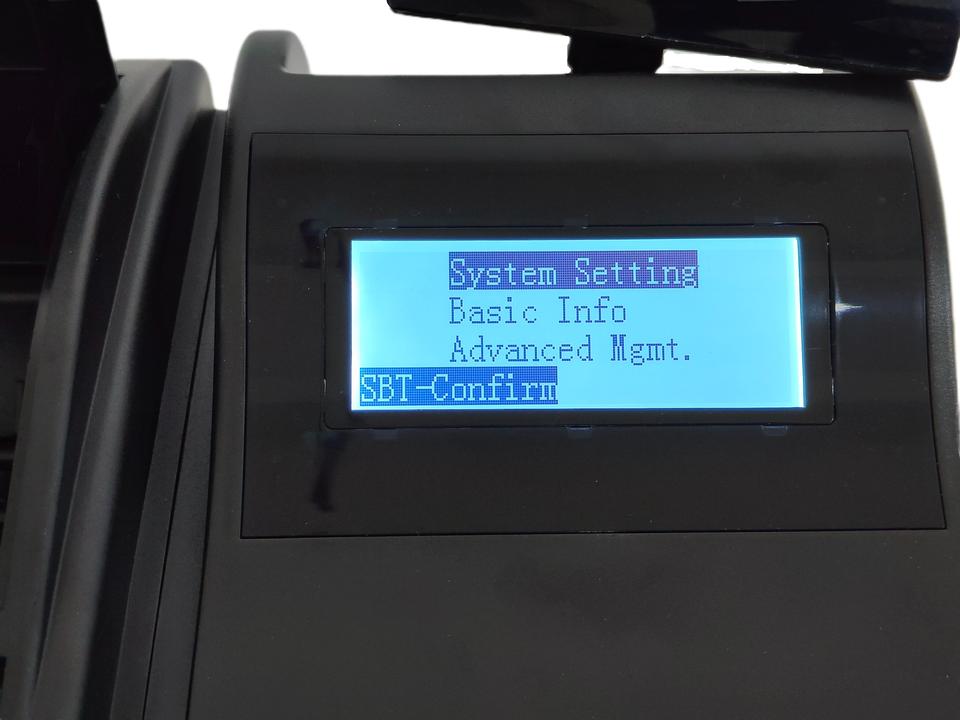 System Setting
Basic Info
Advanced Mgmt.
SBT-Confirm